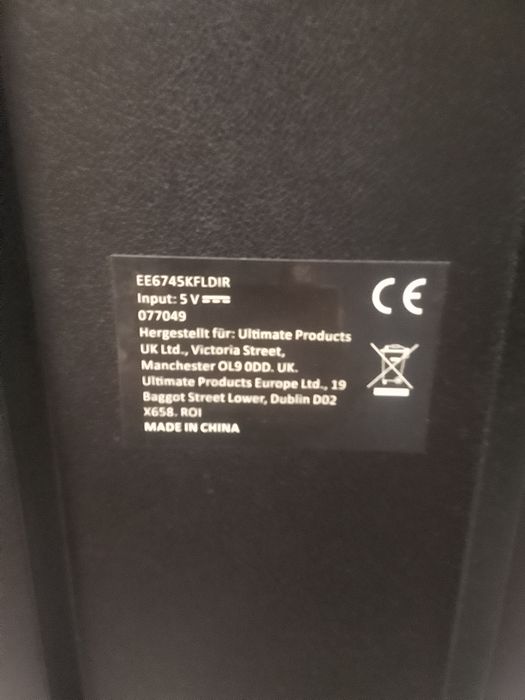 EE6745KFLDIR
Input: 5 V ⎓
077049
Hergestellt für: Ultimate Products
UK Ltd., Victoria Street,
Manchester OL9 0DD. UK.
Ultimate Products Europe Ltd., 19
Baggot Street Lower, Dublin D02
X658. ROI
MADE IN CHINA
CE